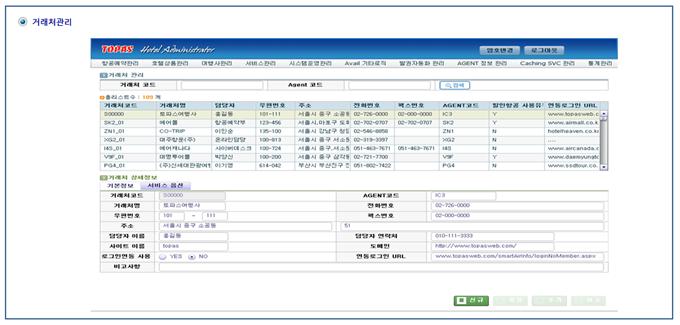 거래처관리
TOPAS Hotel Administrator
암호변경 로그아웃
항공예약관리 호텔상품관리 여행사관리 서비스관리 시스템운영관리 Avail 기타로직 발권자동화 관리 AGENT 정보 관리 Caching SVC 관리 통계관리
거래처 관리
거래처 코드 Agent 코드 검색
총리스트수 : 109 개
거래처코드 거래처명 담당자 우편번호 주소 전화번호 팩스번호 AGENT코드 할인항공 사용유 연동로그인 URL
S00000 토파스여행사 홍길동 101-111 서울시 중구 소공동 02-726-0000 02-000-0000 IC3 Y www.topasweb.c
SK2_01 에어몰 항공예약부 123-456 서울시,마포구 도 02-702-0707 02-702-0707 SK2 Y www.airmall.co.k
ZN1_01 CO-TRIP 이민순 135-100 서울시 강남구 청담 02-546-8858 ZN1 N hotelheaven.co.k
YG2_01 여주항운(주) 온라인담당 100-813 서울시 중구,서소문 02-319-3397 YG2 N ....
I4S_01 에어캐나다 사이버데스크 100-244 서울시 중구,서소문 051-463-7671 051-463-7671 I4S N www.aircanada.c
V9F_01 대명투어몰 박양신 100-200 서울시 중구 삼각동 02-721-7700 V9F Y www.daemyungto
PG4_01 (주)신세대관광여행 이기영 614-042 부산시 부산진구 전 051-802-7422 PG4 N www.ssdtour.co.
거래처 상세정보
기본정보 서비스 옵션
거래처코드 S00000 AGENT코드 IC3
거래처명 토파스여행사 전화번호 02-726-0000
우편번호 101 - 111 팩스번호 02-000-0000
주소 서울시 중구 소공동 51
담당자 이름 홍길동 담당자 연락처 010-111-3333
사이트 이름 topas 도메인 http://www.topasweb.com/
로그인연동 사용 YES NO 연동로그인 URL www.topasweb.com/smartAirInfo/loginNoMember.aspx
비고사항
신규